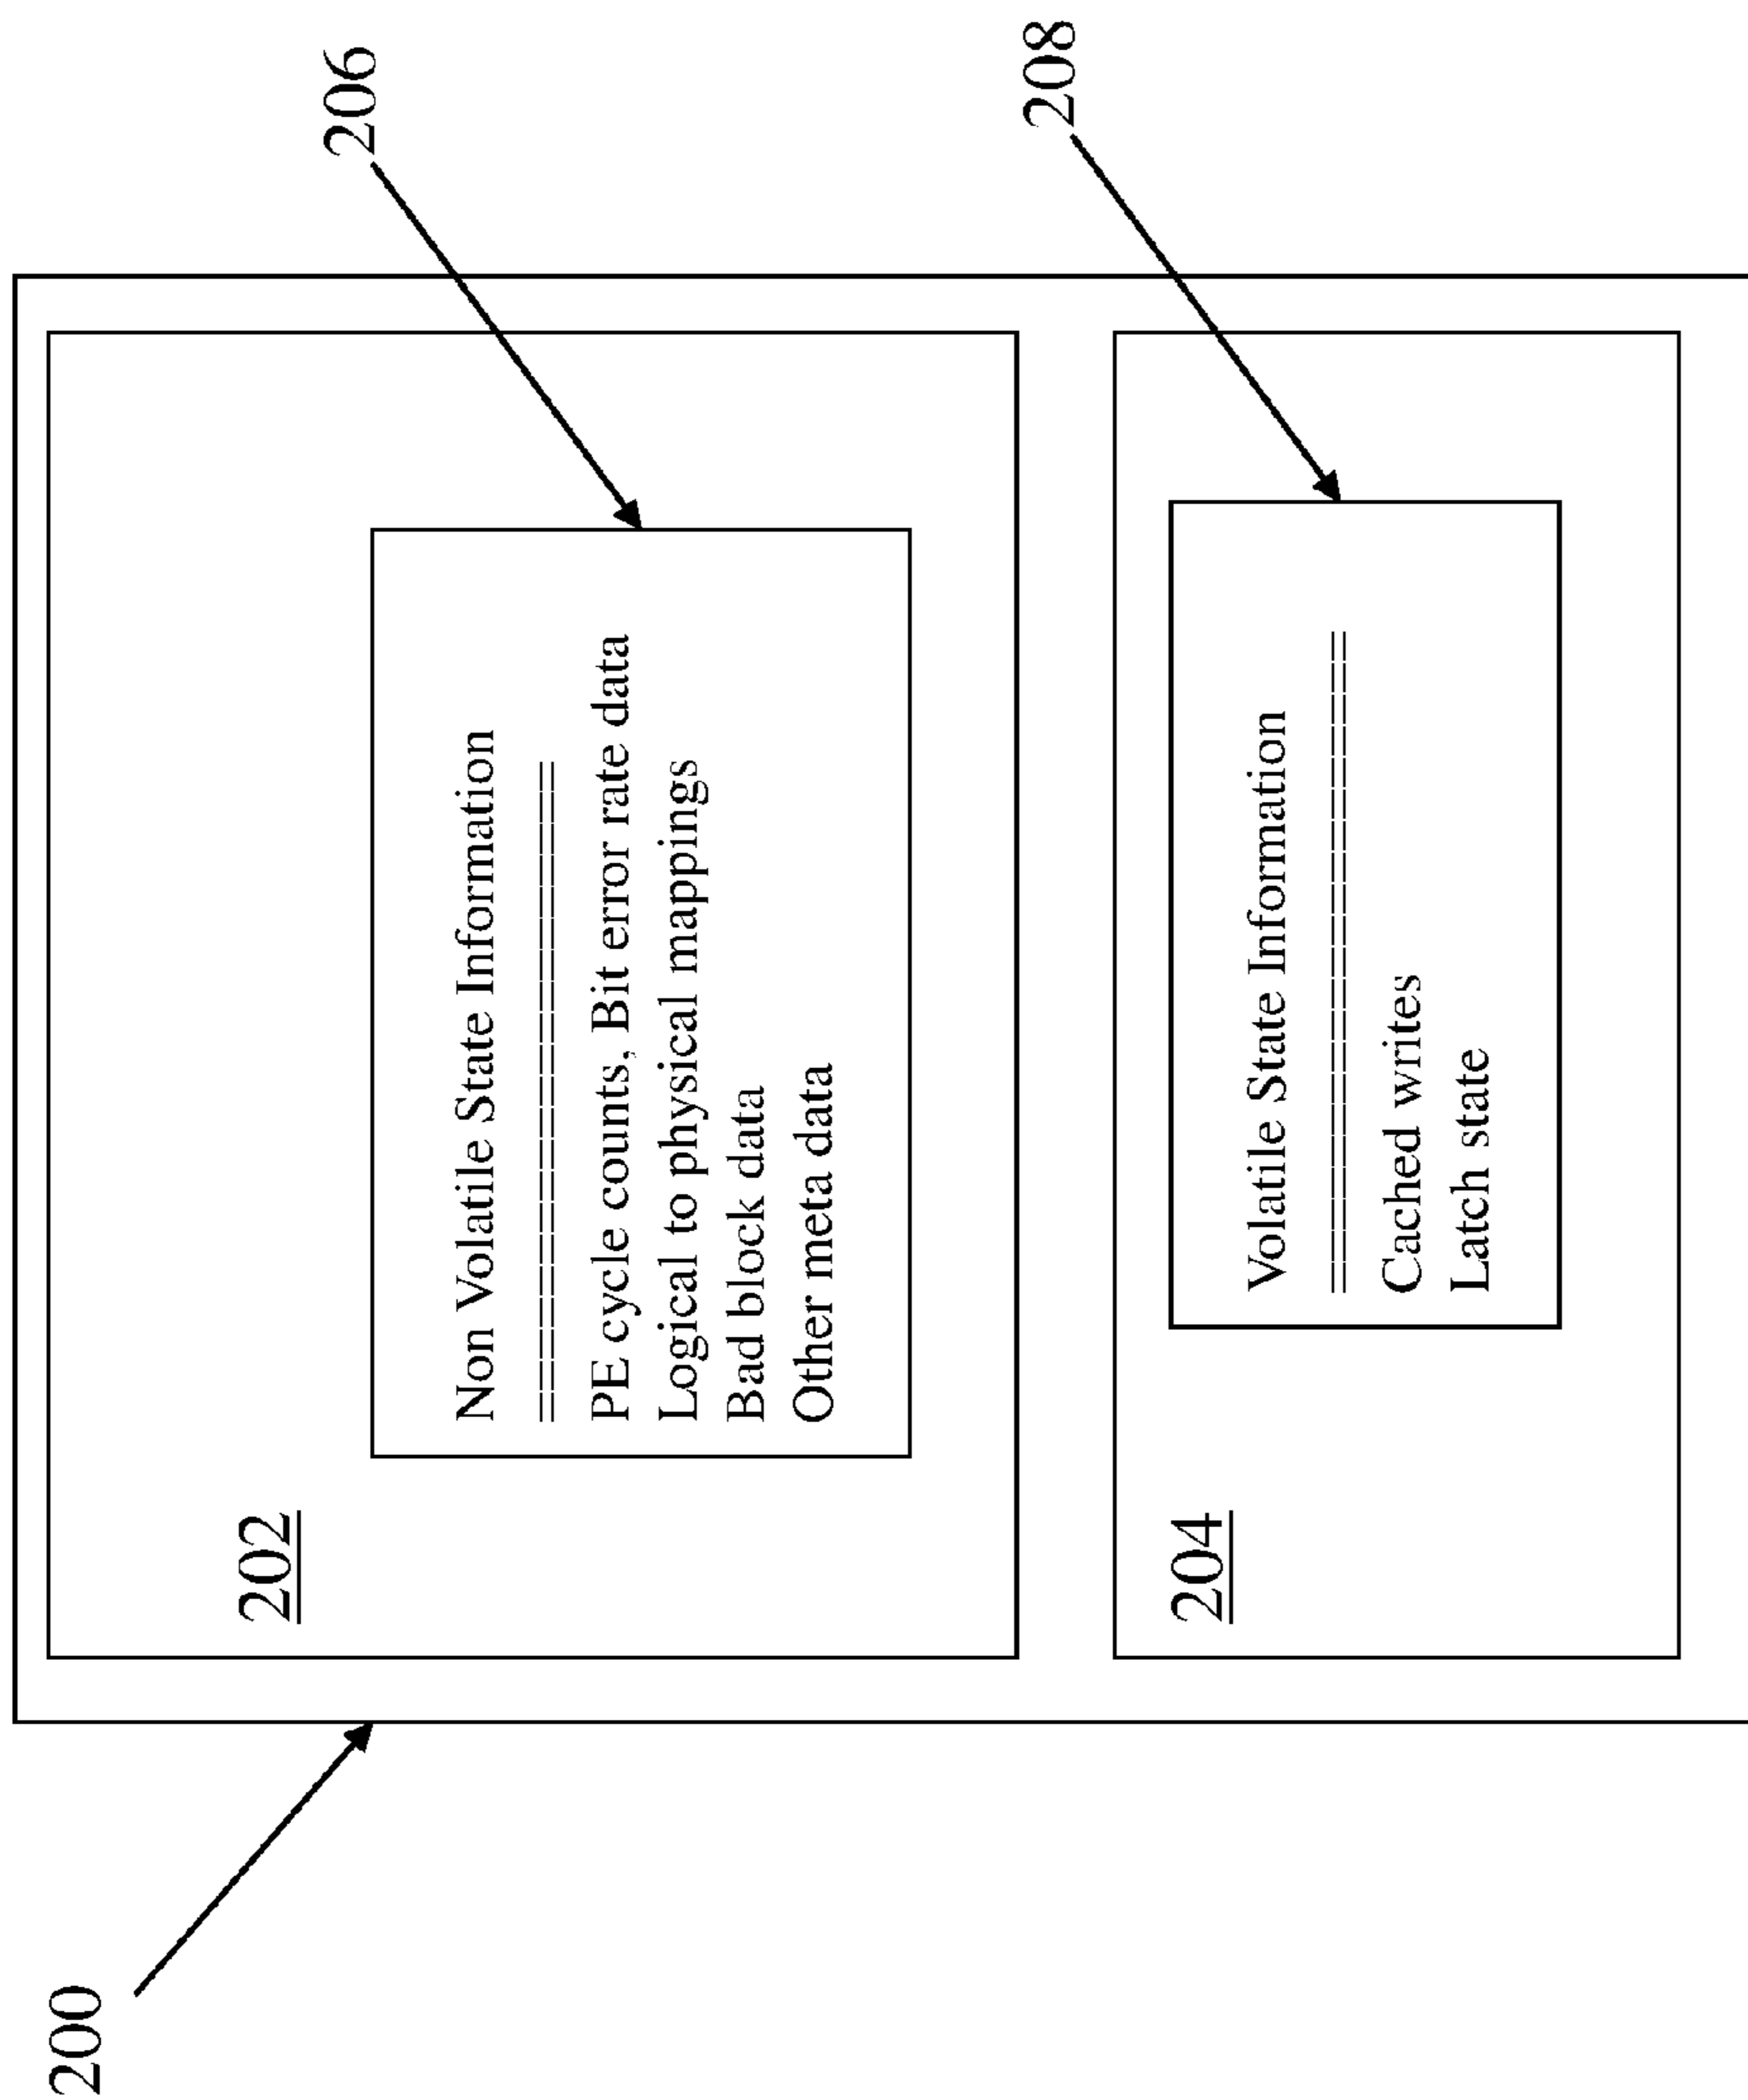 200
202
206
Non Volatile State Information
=====================
PE cycle counts, Bit error rate data
Logical to physical mappings
Bad block data
Other meta data
204
208
Volatile State Information
=====================
Cached writes
Latch state